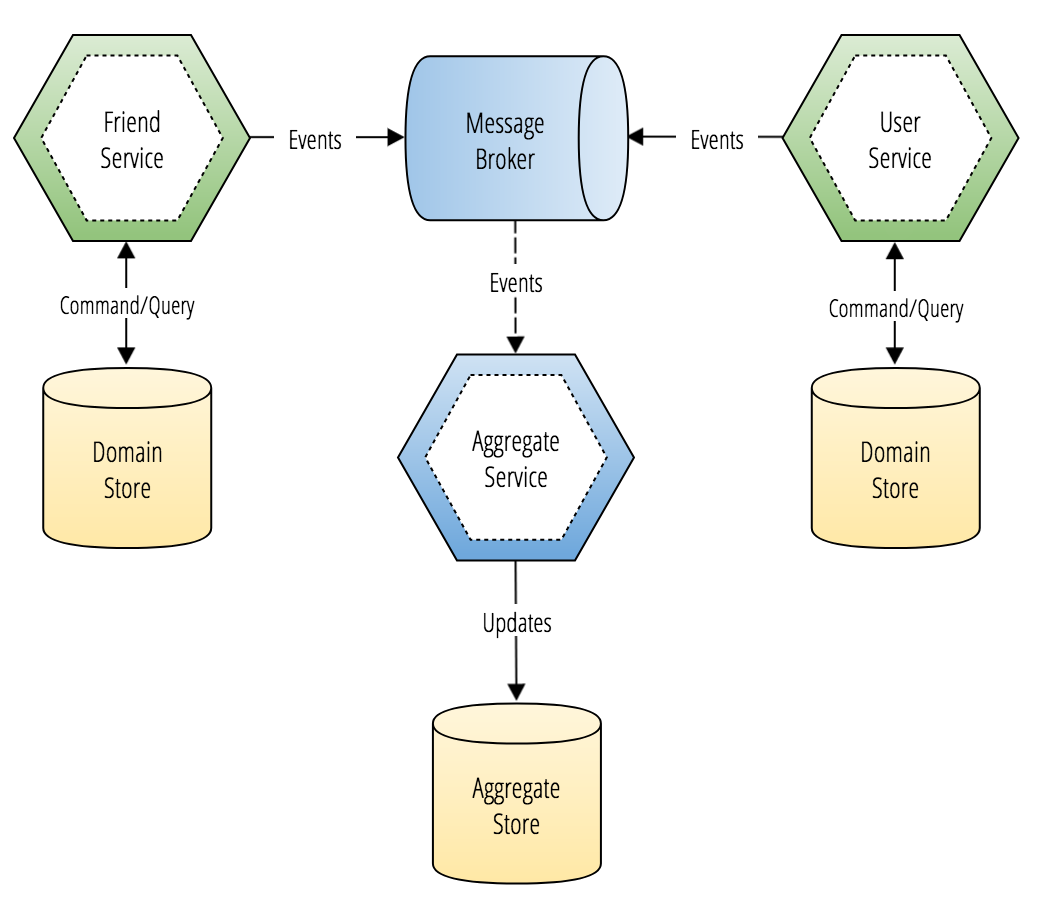 Friend
Service
Events
Message
Broker
Events
User
Service
Command/Query
Events
Command/Query
Domain
Store
Aggregate
Service
Domain
Store
Updates
Aggregate
Store